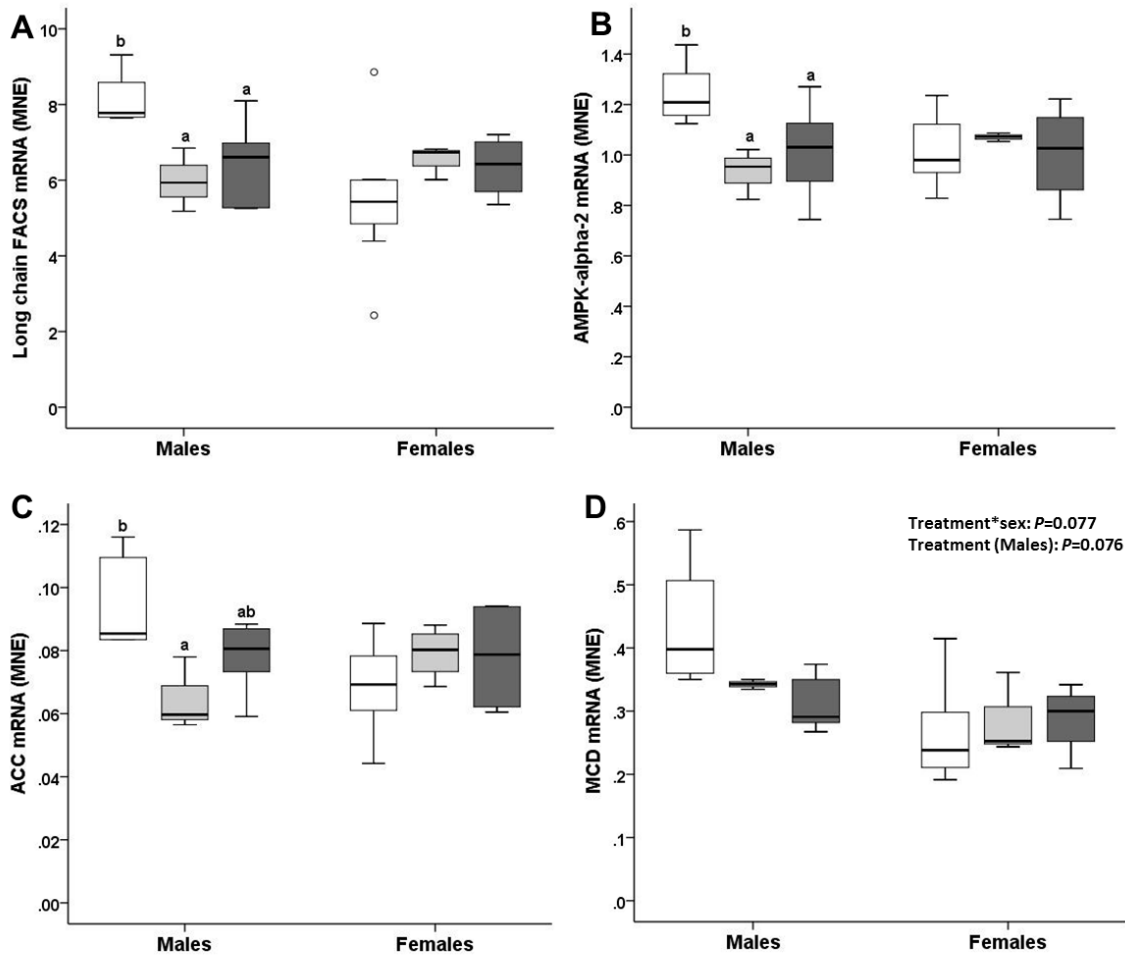 A
Long chain FACS mRNA (MNE)
10
8
6
4
2
0
b
a
a
Males
Females
B
AMPK-alpha-2 mRNA (MNE)
1.4
1.2
1.0
.8
.6
.4
.2
.0
b
a
a
Males
Females
C
ACC mRNA (MNE)
.12
.10
.08
.06
.04
.02
.00
b
a
ab
Males
Females
D
MCD mRNA (MNE)
.6
.5
.4
.3
.2
.1
.0
Treatment*sex: P=0.077
Treatment (Males): P=0.076
Males
Females